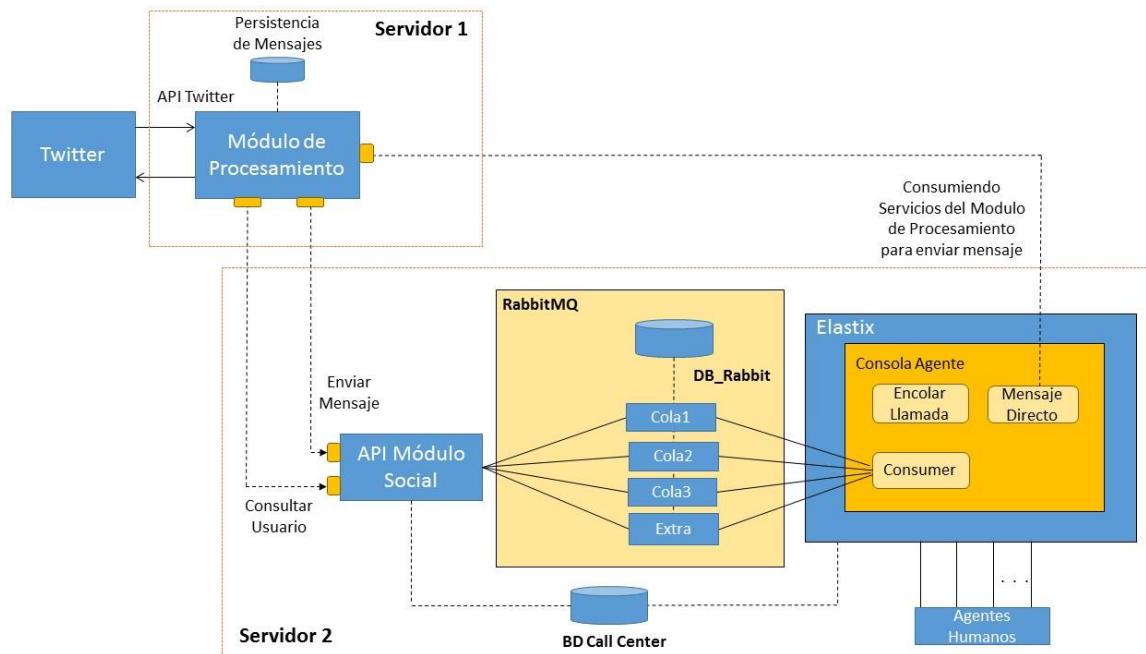 Persistencia
de Mensajes
Servidor 1
API Twitter
Twitter
Módulo de
Procesamiento
Consumiendo
Servicios del Modulo
de Procesamiento
para enviar mensaje
RabbitMQ
DB_Rabbit
Elastix
Consola Agente
Encolar
Llamada
Mensaje
Directo
Enviar
Mensaje
Cola1
API Módulo
Social
Cola2
Consumer
Cola3
Consultar
Usuario
Extra
. . .
Servidor 2
BD Call Center
Agentes
Humanos